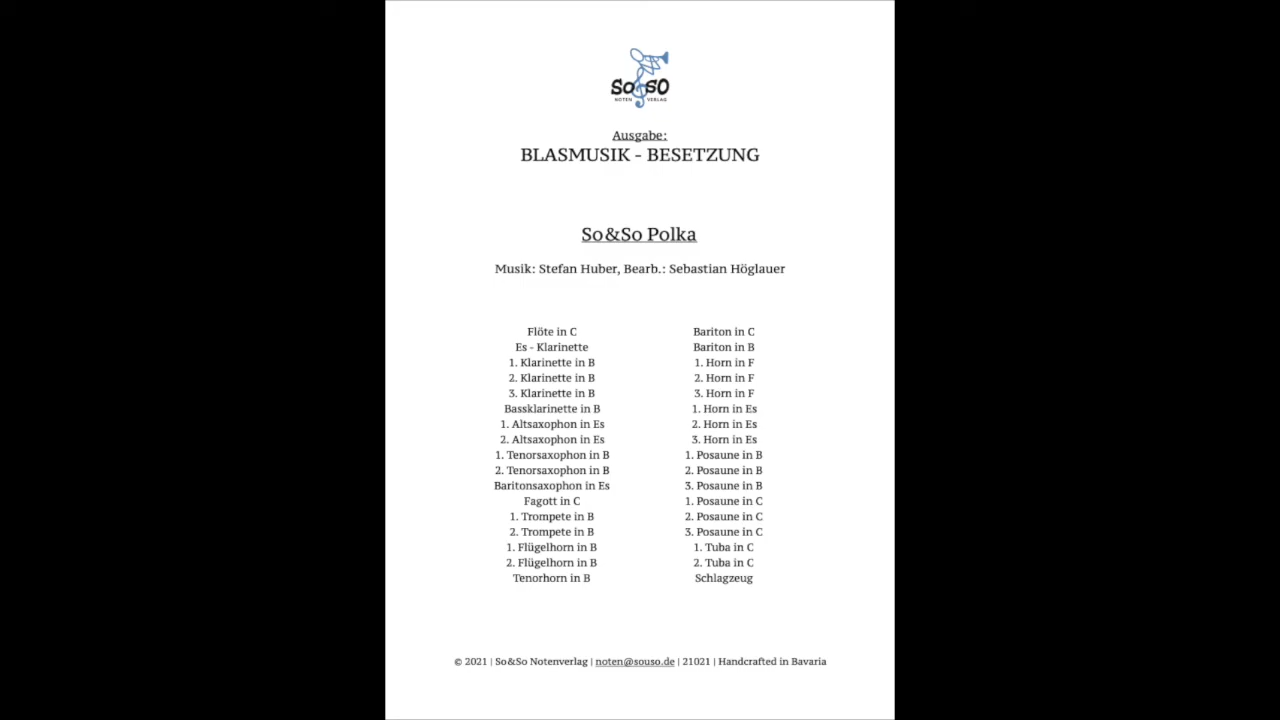 So&sO
NOTEN VERLAG
Ausgabe:
BLASMUSIK - BESETZUNG
So&So Polka
Musik: Stefan Huber, Bearb.: Sebastian Höglauer
Flöte in C
Es - Klarinette
1. Klarinette in B
2. Klarinette in B
3. Klarinette in B
Bassklarinette in B
1. Altsaxophon in Es
2. Altsaxophon in Es
1. Tenorsaxophon in B
2. Tenorsaxophon in B
Baritonsaxophon in Es
Fagott in C
1. Trompete in B
2. Trompete in B
1. Flügelhorn in B
2. Flügelhorn in B
Tenorhorn in B
Bariton in C
Bariton in B
1. Horn in F
2. Horn in F
3. Horn in F
1. Horn in Es
2. Horn in Es
3. Horn in Es
1. Posaune in B
2. Posaune in B
3. Posaune in B
1. Posaune in C
2. Posaune in C
3. Posaune in C
1. Tuba in C
2. Tuba in C
Schlagzeug
© 2021 | So&So Notenverlag | noten@souso.de | 21021 | Handcrafted in Bavaria